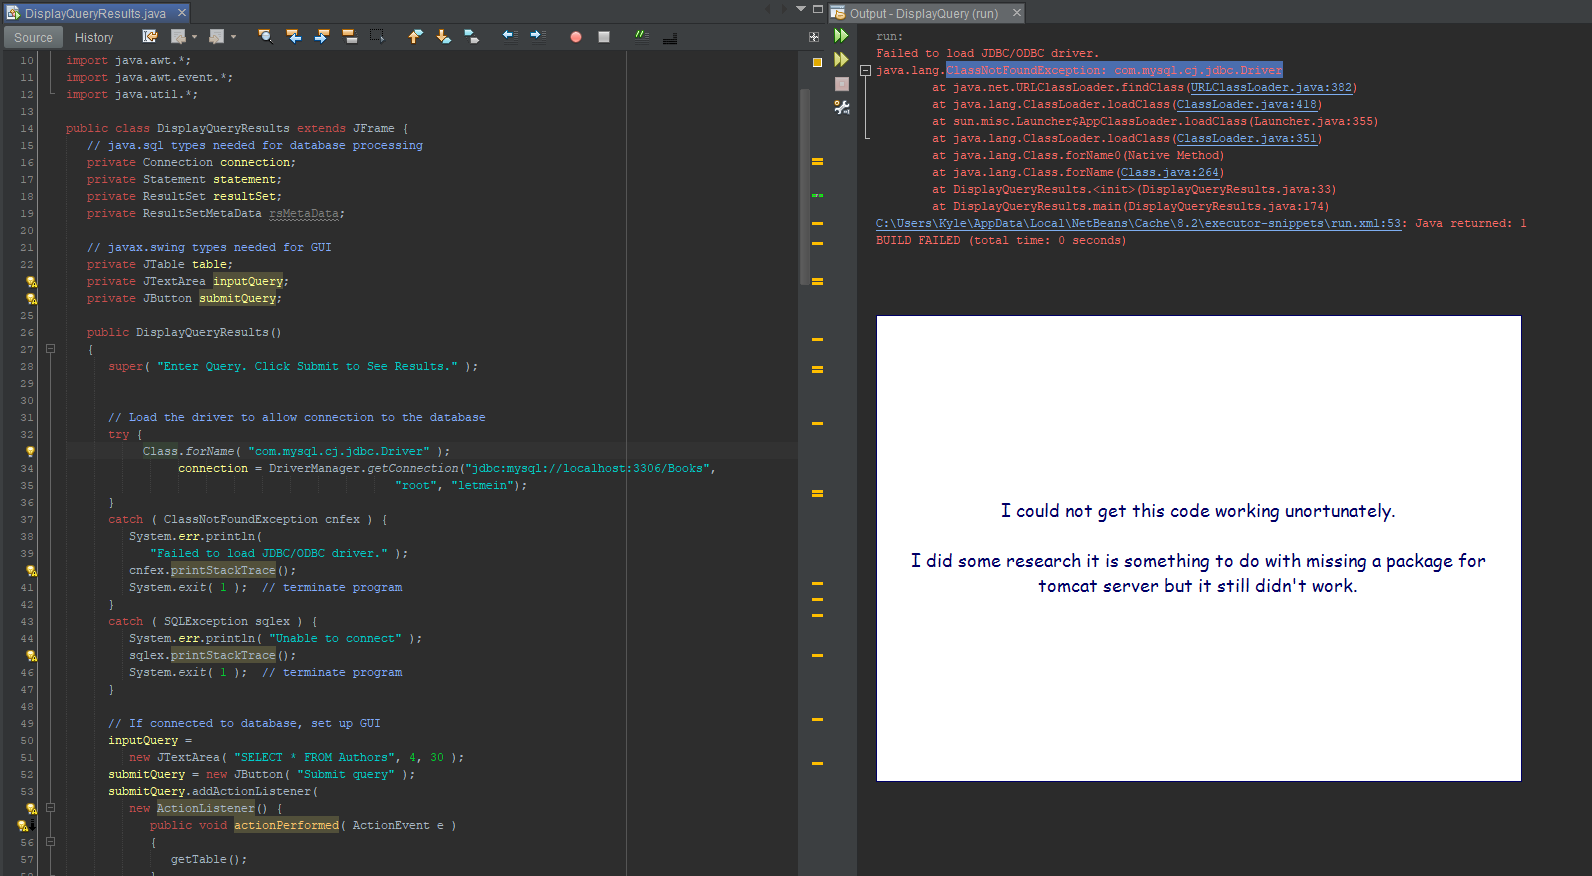 DisplayQueryResults.java ×
Source History
10 import java.awt.*;
11 import java.awt.event.*;
12 import java.util.*;
13
14 public class DisplayQueryResults extends JFrame {
15 // java.sql types needed for database processing
16 private Connection connection;
17 private Statement statement;
18 private ResultSet resultSet;
19 private ResultSetMetaData rsMetaData;
20
21 // javax.swing types needed for GUI
22 private JTable table;
private JTextArea inputQuery;
private JButton submitQuery;
25
26 public DisplayQueryResults()
27 {
28 super( "Enter Query. Click Submit to See Results." );
29
30
31 // Load the driver to allow connection to the database
32 try {
Class.forName( "com.mysql.cj.jdbc.Driver" );
34 connection = DriverManager.getConnection("jdbc:mysql://localhost:3306/Books",
35 "root", "letmein");
36 }
37 catch ( ClassNotFoundException cnfex ) {
38 System.err.println(
39 "Failed to load JDBC/ODBC driver." );
cnfex.printStackTrace();
41 System.exit( 1 ); // terminate program
42 }
43 catch ( SQLException sqlex ) {
44 System.err.println( "Unable to connect" );
sqlex.printStackTrace();
46 System.exit( 1 ); // terminate program
47 }
48
49 // If connected to database, set up GUI
50 inputQuery =
51 new JTextArea( "SELECT * FROM Authors", 4, 30 );
52 submitQuery = new JButton( "Submit query" );
53 submitQuery.addActionListener(
new ActionListener() {
public void actionPerformed( ActionEvent e )
56 {
57 getTable();
Output - DisplayQuery (run) ×
run:
Failed to load JDBC/ODBC driver.
java.lang.ClassNotFoundException: com.mysql.cj.jdbc.Driver
at java.net.URLClassLoader.findClass(URLClassLoader.java:382)
at java.lang.ClassLoader.loadClass(ClassLoader.java:418)
at sun.misc.Launcher$AppClassLoader.loadClass(Launcher.java:355)
at java.lang.ClassLoader.loadClass(ClassLoader.java:351)
at java.lang.Class.forName0(Native Method)
at java.lang.Class.forName(Class.java:264)
at DisplayQueryResults.<init>(DisplayQueryResults.java:33)
at DisplayQueryResults.main(DisplayQueryResults.java:174)
C:\Users\Kyle\AppData\Local\NetBeans\Cache\8.2\executor-snippets\run.xml:53: Java returned: 1
BUILD FAILED (total time: 0 seconds)
I could not get this code working unortunately.
I did some research it is something to do with missing a package for
tomcat server but it still didn't work.